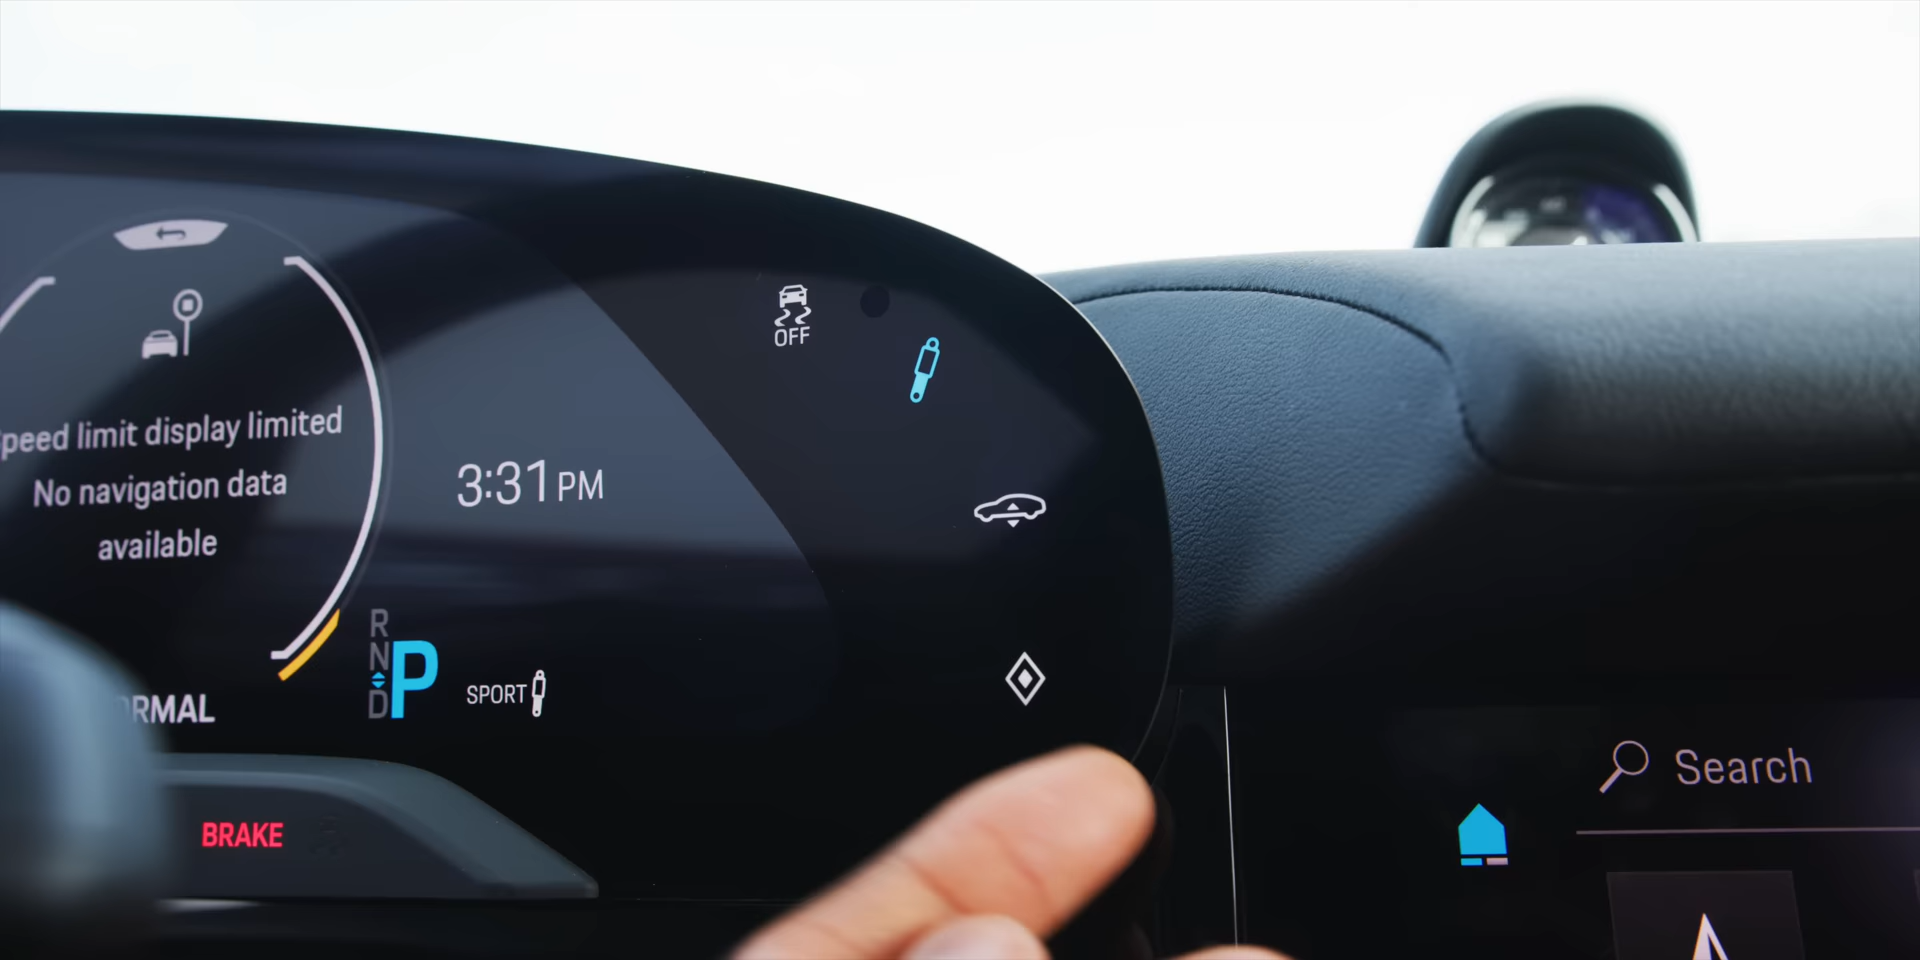 OFF
peed limit display limited
No navigation data
available
3:31 PM
R
N
D
P
SPORT
RMAL
BRAKE
Search